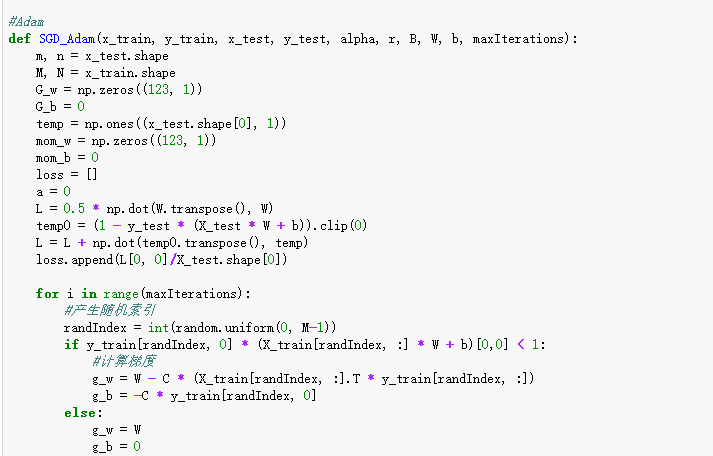 #Adam
def SGD_Adam(x_train, y_train, x_test, y_test, alpha, r, B, W, b, maxIterations):
    m, n = x_test.shape
    M, N = x_train.shape
    G_w = np.zeros((123, 1))
    G_b = 0
    temp = np.ones((x_test.shape[0], 1))
    mom_w = np.zeros((123, 1))
    mom_b = 0
    loss = []
    a = 0
    L = 0.5 * np.dot(W.transpose(), W)
    temp0 = (1 - y_test * (X_test * W + b)).clip(0)
    L = L + np.dot(temp0.transpose(), temp)
    loss.append(L[0, 0]/X_test.shape[0])
    for i in range(maxIterations):
        #产生随机索引
        randIndex = int(random.uniform(0, M-1))
        if y_train[randIndex, 0] * (X_train[randIndex, :] * W + b)[0,0] < 1:
            #计算梯度
            g_w = W - C * (X_train[randIndex, :].T * y_train[randIndex, :])
            g_b = -C * y_train[randIndex, 0]
        else:
            g_w = W
            g_b = 0